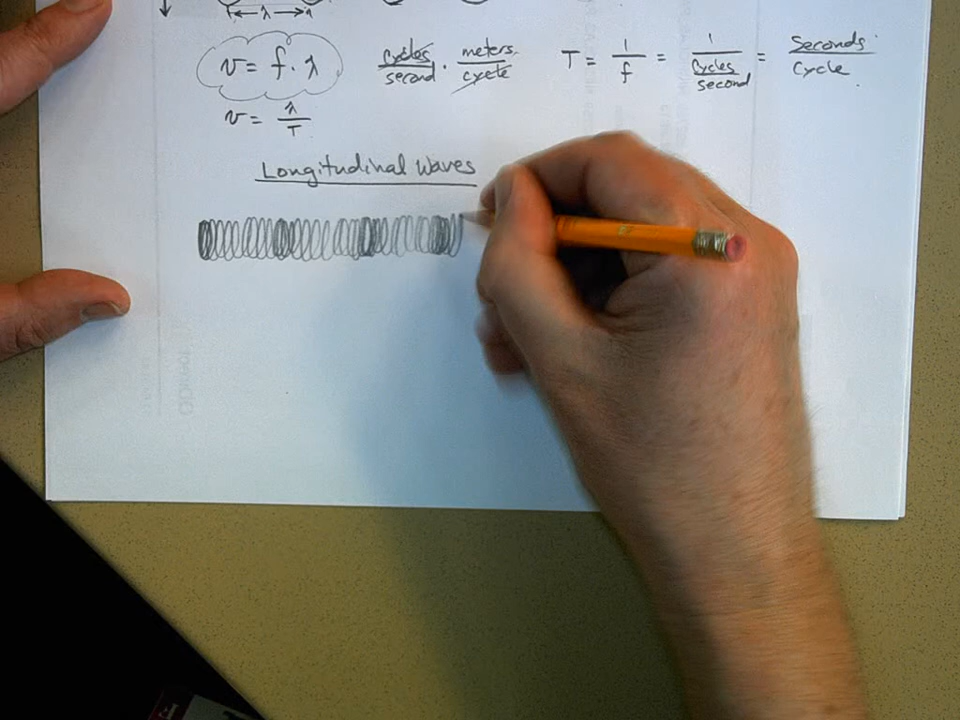 λ
v = f · λ cycles/second · meters/cycle T = 1/f = 1/(cycles/second) = Seconds/Cycle
v = λ/T
Longitudinal Waves